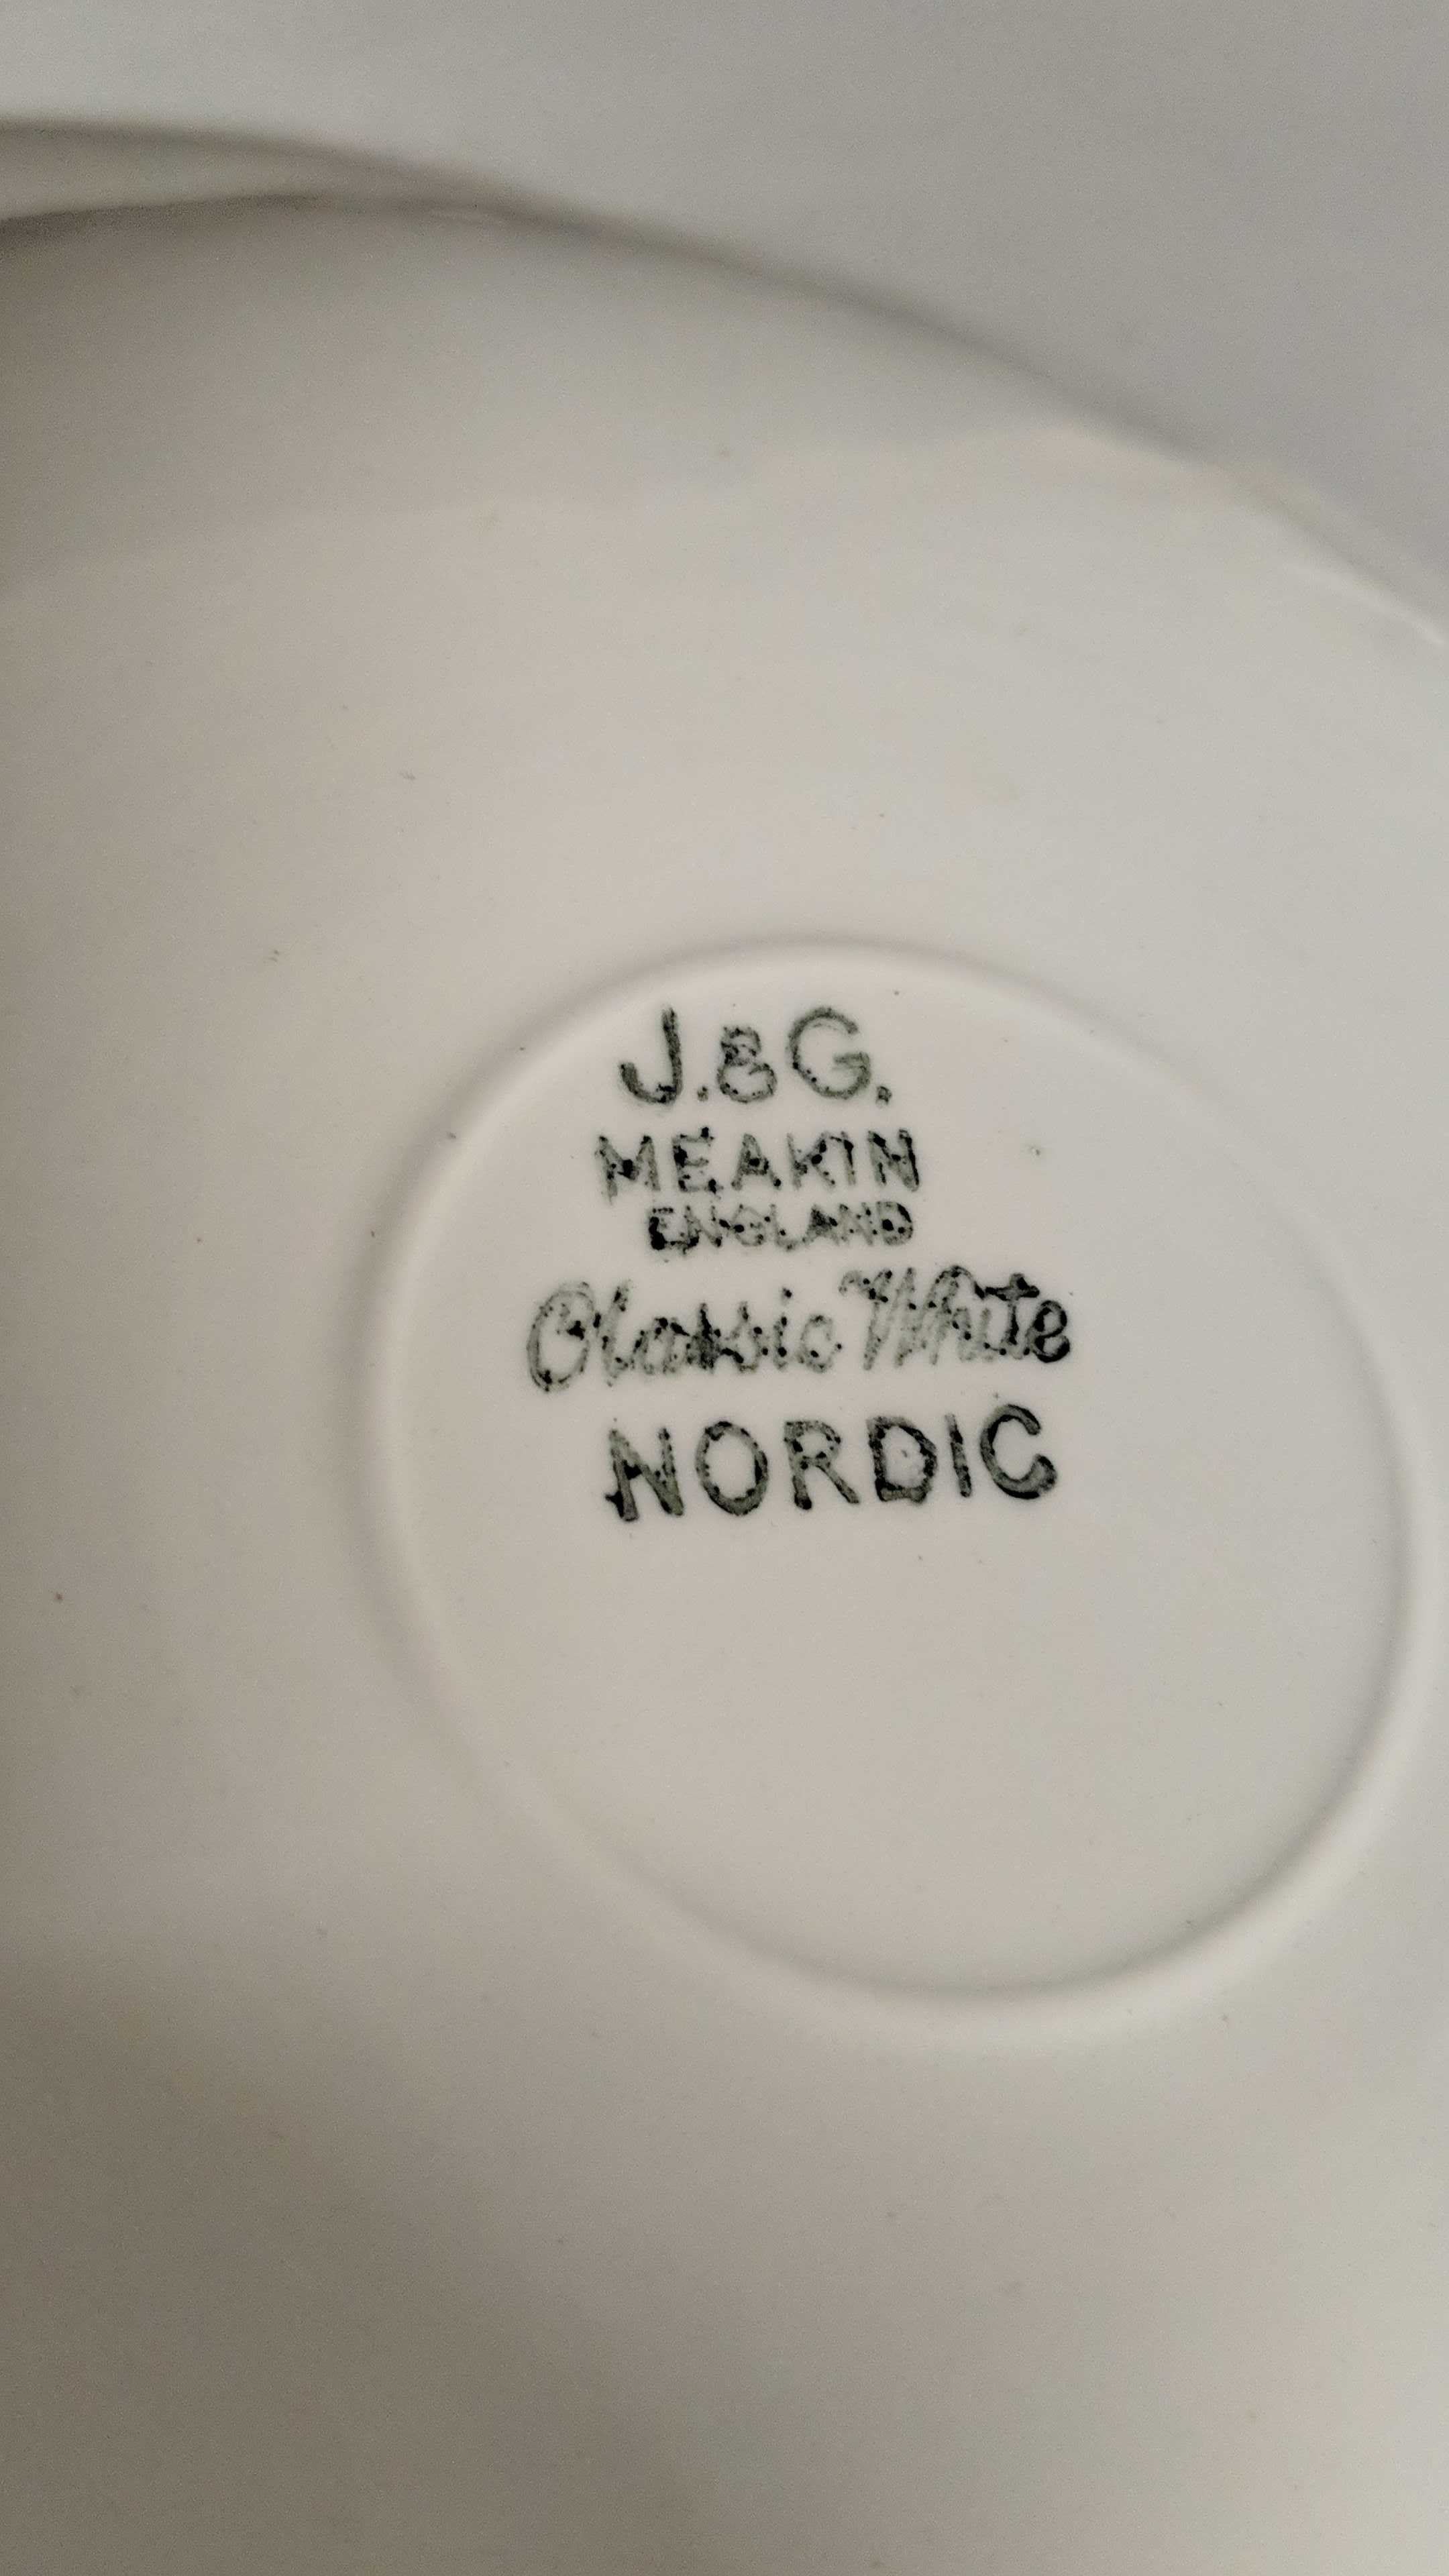 J.&G.
MEAKIN
ENGLAND
Classic White
NORDIC